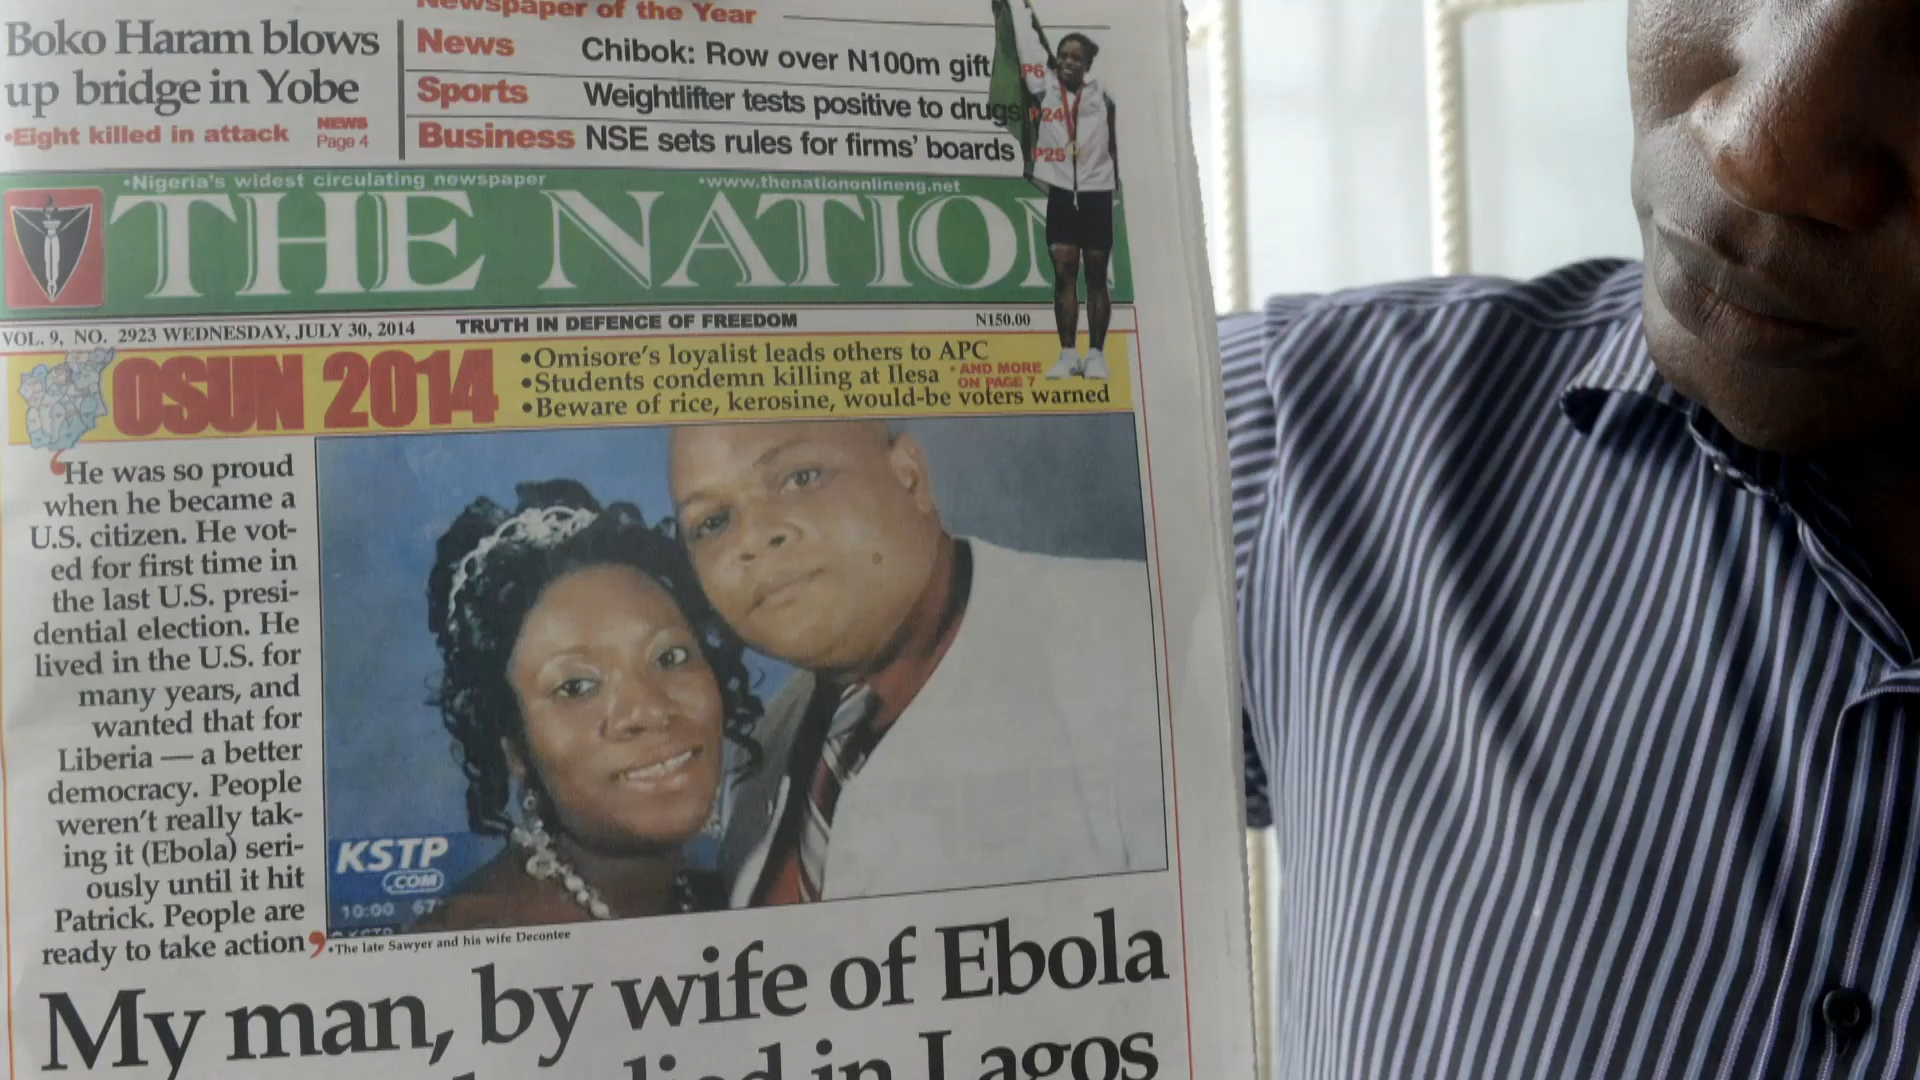 Newspaper of the Year
Boko Haram blows
up bridge in Yobe
•Eight killed in attack
NEWS
Page 4
News Chibok: Row over N100m gift P6
Sports Weightlifter tests positive to drugs P24
Business NSE sets rules for firms' boards P25
•Nigeria's widest circulating newspaper
•www.thenationonlineng.net
THE NATION
VOL. 9, NO. 2923 WEDNESDAY, JULY 30, 2014
TRUTH IN DEFENCE OF FREEDOM
N150.00
OSUN 2014
•Omisore's loyalist leads others to APC
•Students condemn killing at Ilesa
•AND MORE
ON PAGE 7
•Beware of rice, kerosine, would-be voters warned
‘He was so proud
when he became a
U.S. citizen. He vot-
ed for first time in
the last U.S. presi-
dential election. He
lived in the U.S. for
many years, and
wanted that for
Liberia — a better
democracy. People
weren't really tak-
ing it (Ebola) seri-
ously until it hit
Patrick. People are
ready to take action’
KSTP
.COM
10:00 67°
•The late Sawyer and his wife Decontee
My man, by wife of Ebola
died in Lagos